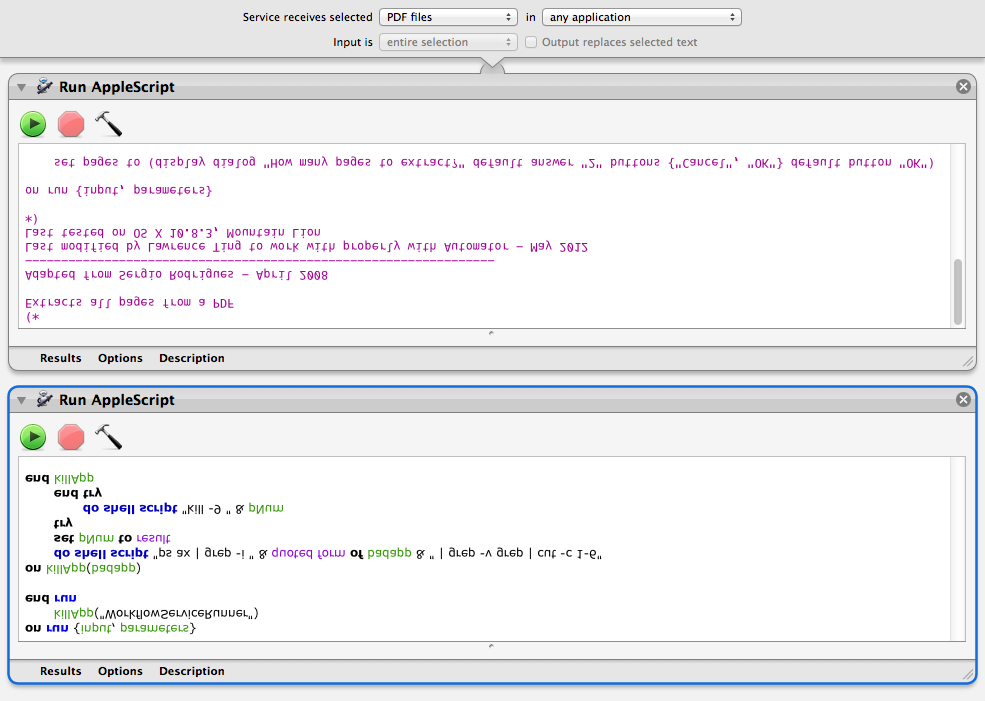 Service receives selected PDF files in any application
Input is entire selection Output replaces selected text
Run AppleScript
(*
Extracts all pages from a PDF
Adapted from Sergio Rodrigues - April 2008
-----------------------------------------------------------------
Last modified by Lawrence Ting to work with properly with Automator - May 2012
Last tested on OS X 10.8.3, Mountain Lion
*)
on run {input, parameters}
set pages to (display dialog "How many pages to extract?" default answer "2" buttons {"Cancel", "OK"} default button "OK")
Results Options Description
Run AppleScript
on run {input, parameters}
killApp("WorkflowServiceRunner")
end run
on killApp(badapp)
do shell script "ps ax | grep -i " & quoted form of badapp & " | grep -v grep | cut -c 1-6"
set pNum to result
try
do shell script "kill -9 " & pNum
end try
end killApp
Results Options Description